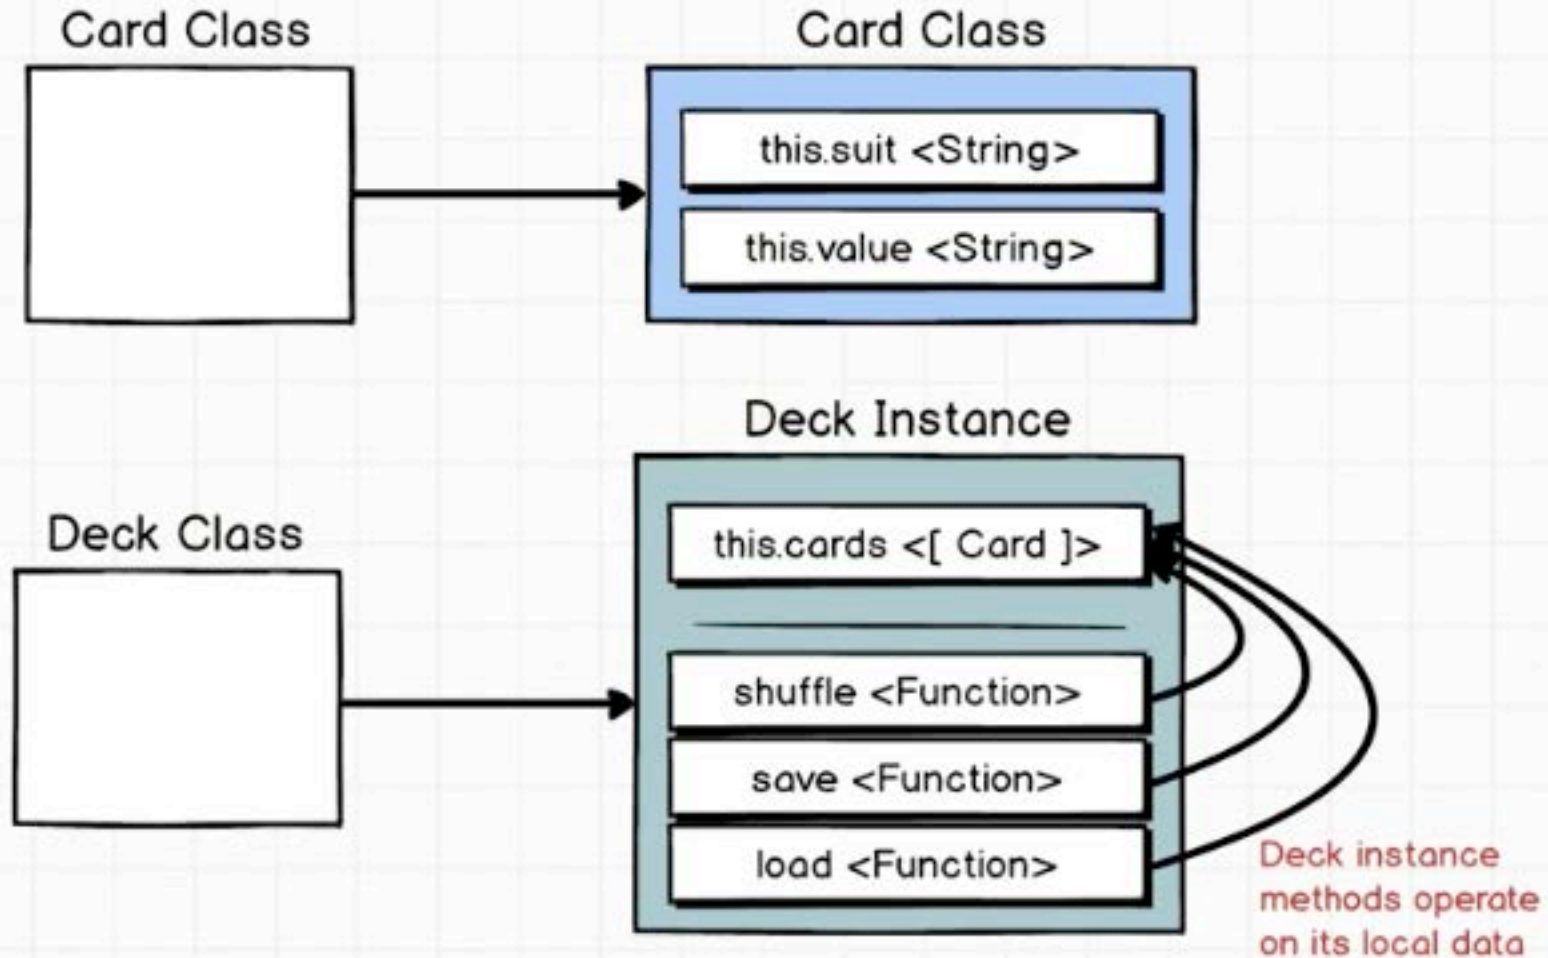 Card Class
Card Class
this.suit <String>
this.value <String>
Deck Instance
this.cards <[ Card ]>
Deck Class
shuffle <Function>
save <Function>
load <Function>
Deck instance
methods operate
on its local data